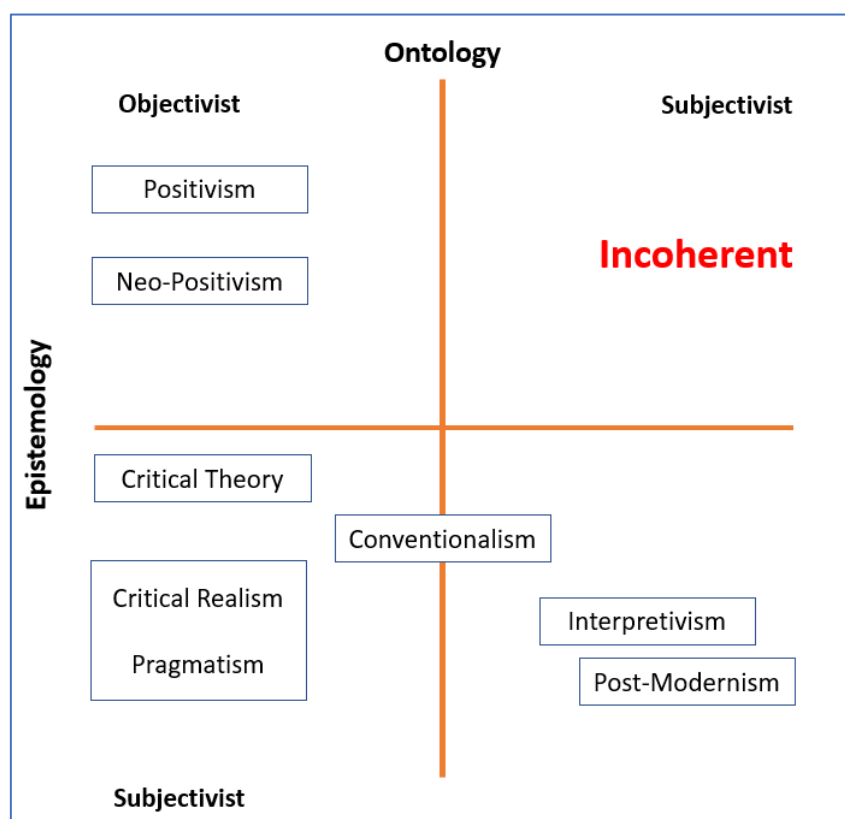 Ontology
Objectivist
Subjectivist
Positivism
Incoherent
Neo-Positivism
Epistemology
Critical Theory
Conventionalism
Critical Realism
Interpretivism
Pragmatism
Post-Modernism
Subjectivist